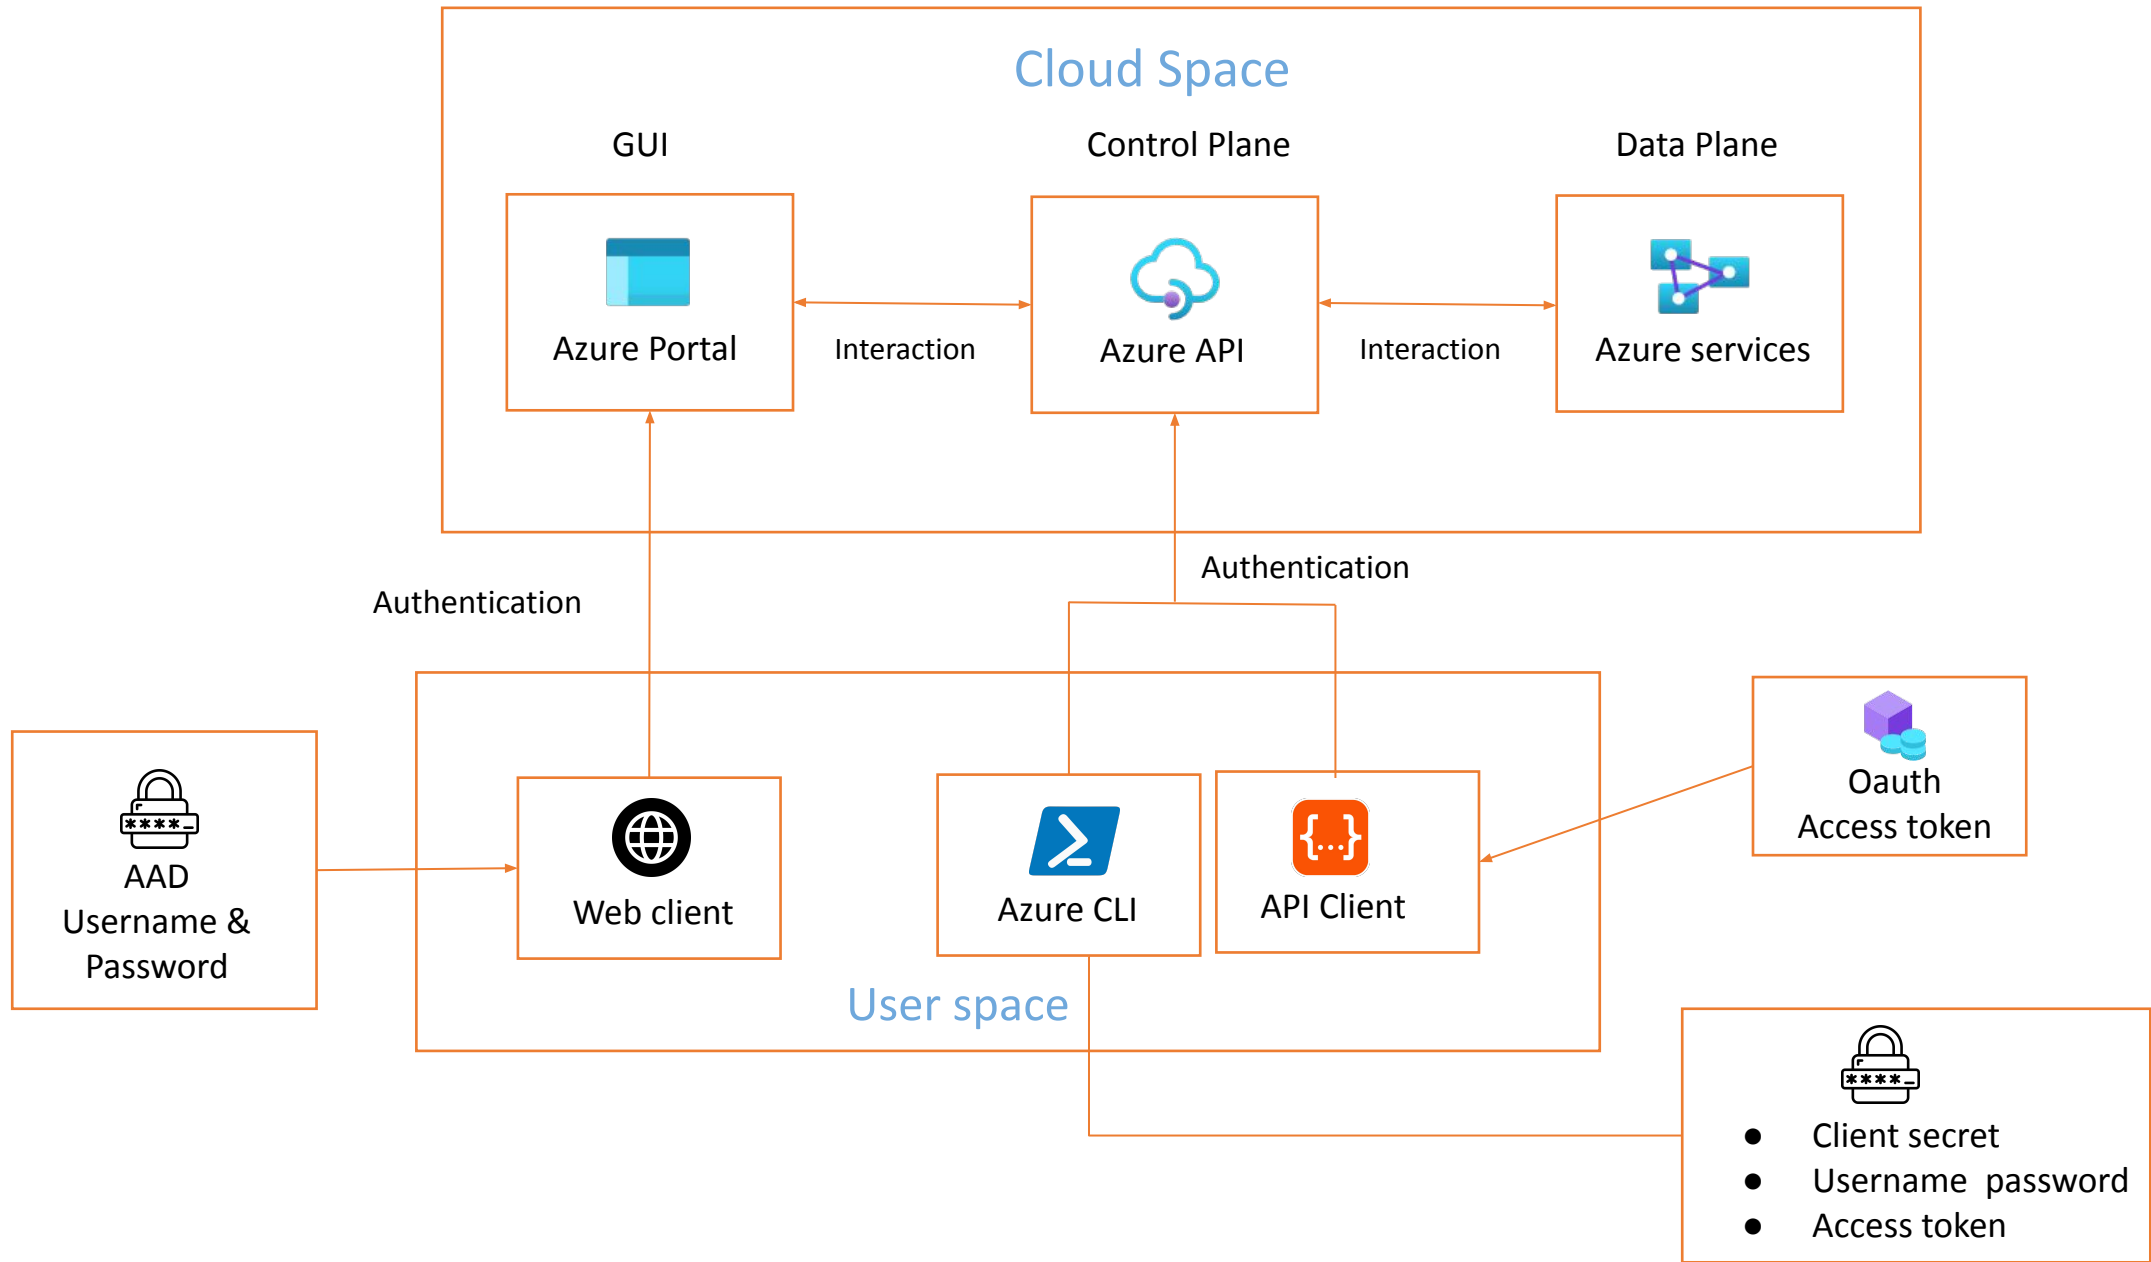 Cloud Space
GUI
Control Plane
Data Plane
Azure Portal
Interaction
Azure API
Interaction
Azure services
Authentication
Authentication
AAD
Username &
Password
Web client
Azure CLI
{...}
API Client
Oauth
Access token
User space
****_
****_
● Client secret
● Username password
● Access token